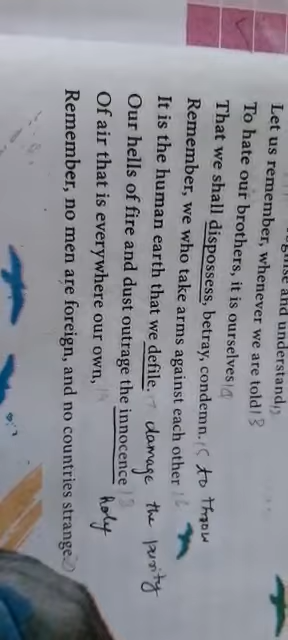 and understand
Let us remember, whenever we are told 13
To hate our brothers, it is ourselves
That we shall dispossess, betray, condemn. 15 to throw
Remember, we who take arms against each other
It is the human earth that we defile. damage the purity
Our hells of fire and dust outrage the innocence 18
Of air that is everywhere our own, holy
Remember, no men are foreign, and no countries strange.